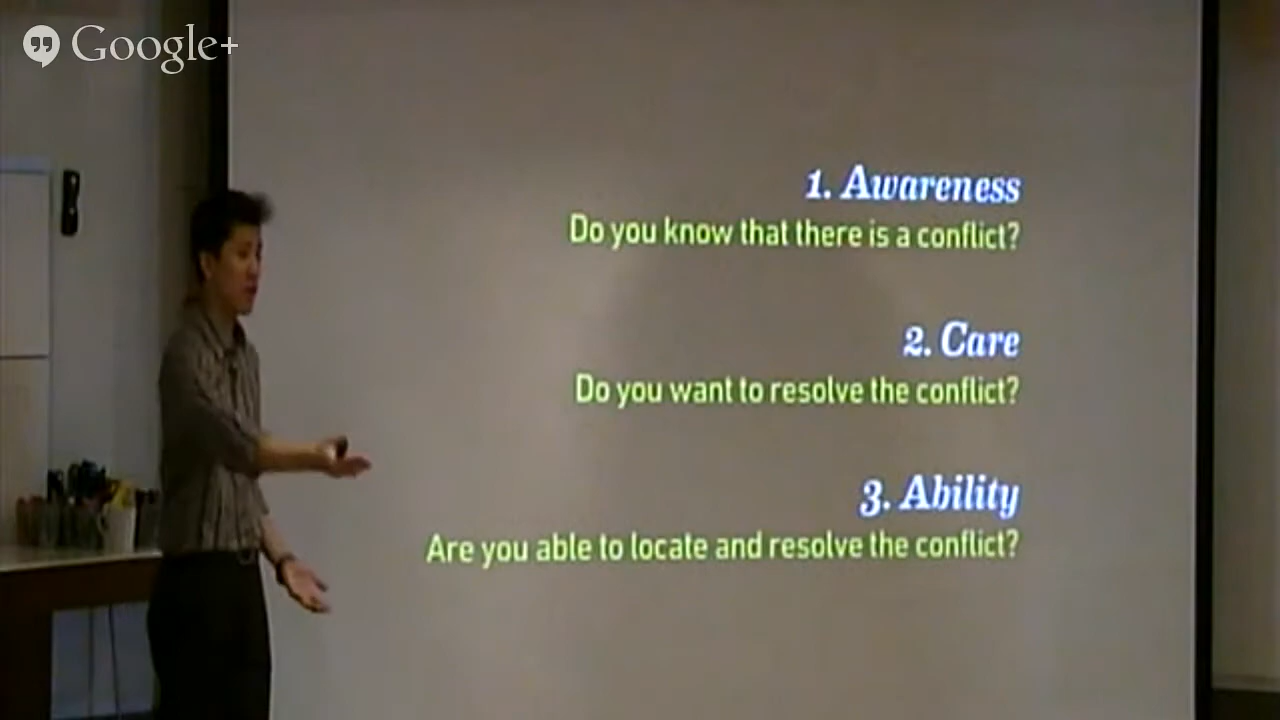 Google+
1. Awareness
Do you know that there is a conflict?
2. Care
Do you want to resolve the conflict?
3. Ability
Are you able to locate and resolve the conflict?